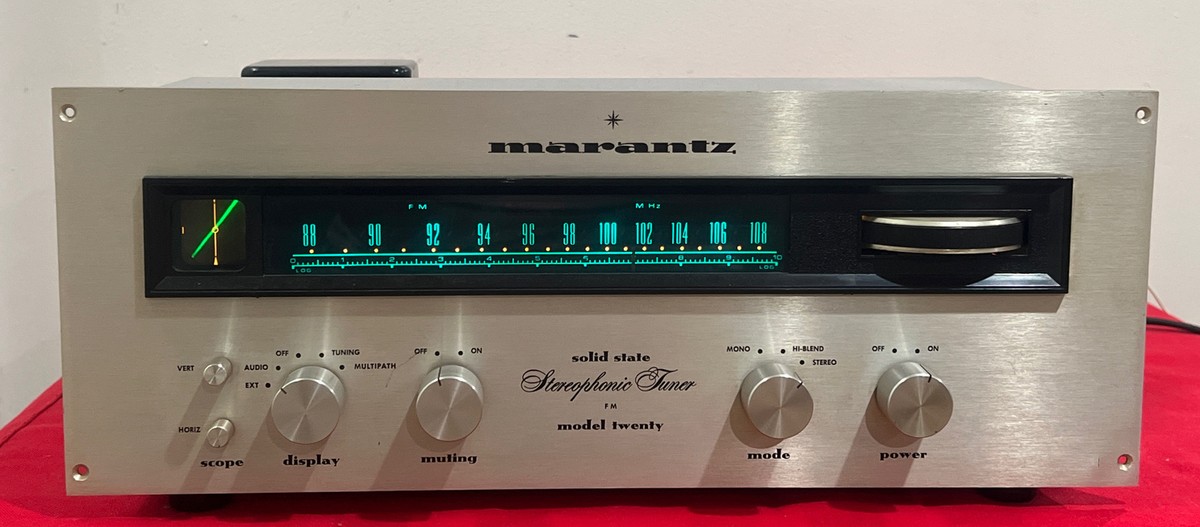 marantz
FM MHz
88 90 92 94 96 98 100 102 104 106 108
0 1 2 3 4 5 6 8 9 10
LOG LOG
OFF TUNING
AUDIO MULTIPATH
EXT
VERT
HORIZ
scope
display
OFF ON
muting
solid state
Stereophonic Tuner
FM
model twenty
MONO HI-BLEND
STEREO
mode
OFF ON
power